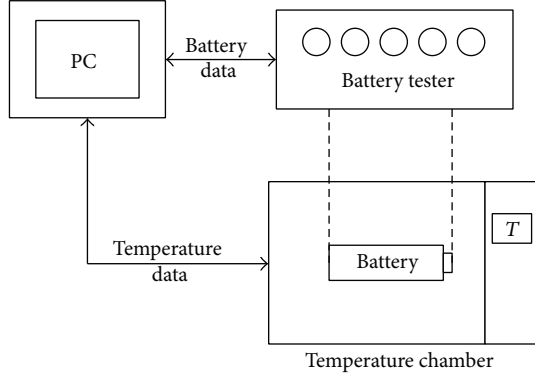 PC
Battery
data
Battery tester
Temperature
data
Battery
T
Temperature chamber